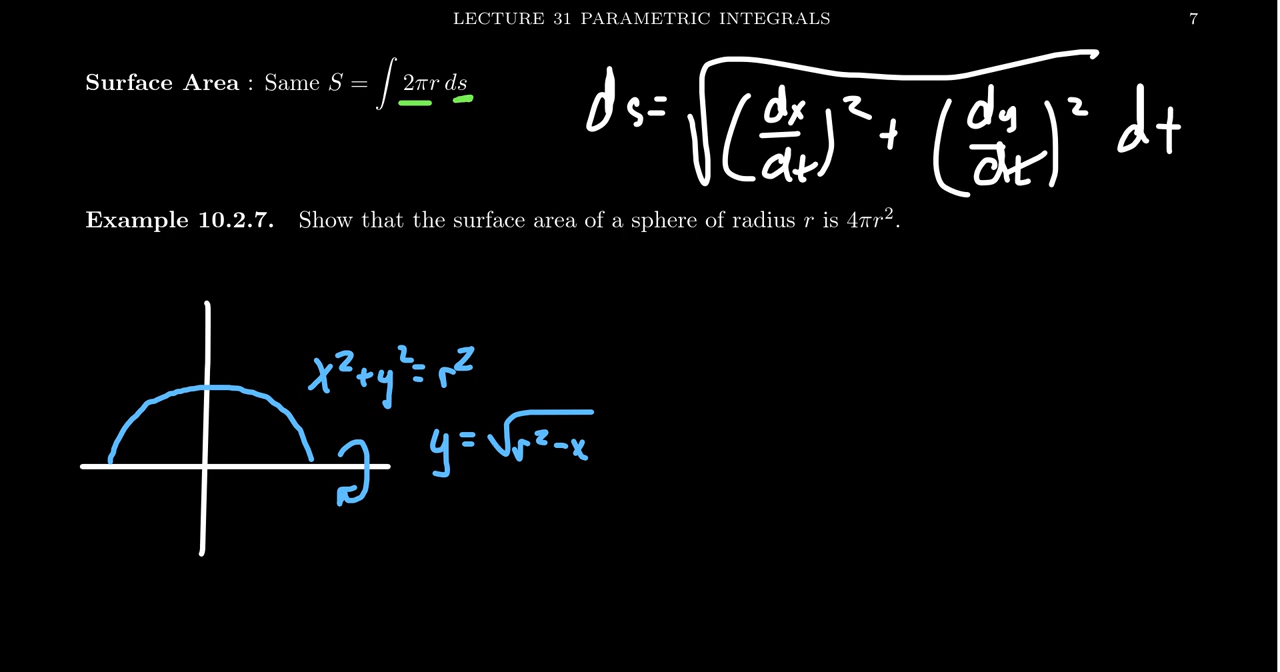 LECTURE 31 PARAMETRIC INTEGRALS 7
Surface Area : Same S = ∫ 2πr ds
ds = √((dx/dt)² + (dy/dt)²) dt
Example 10.2.7. Show that the surface area of a sphere of radius r is 4πr².
x² + y² = r²
y = √(r² - x)